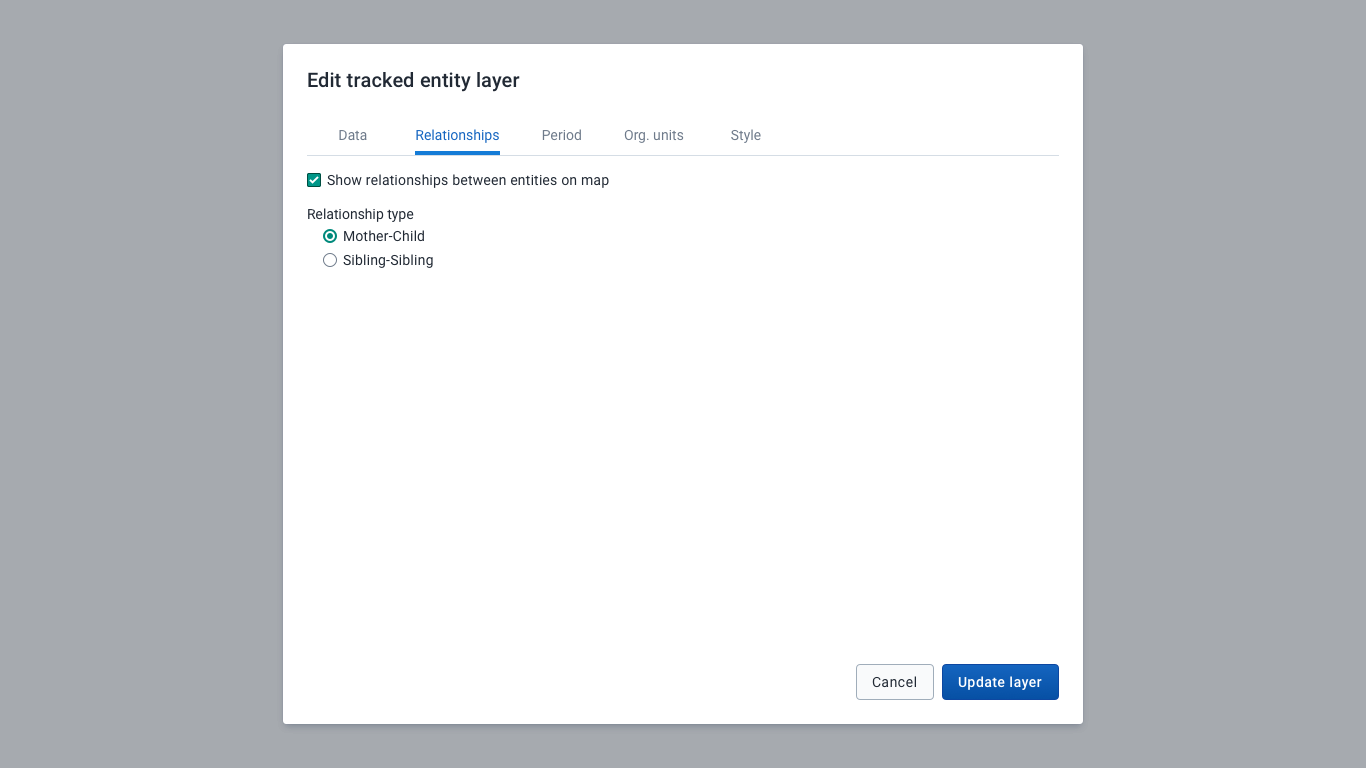 Edit tracked entity layer
Data Relationships Period Org. units Style
Show relationships between entities on map
Relationship type
Mother-Child
Sibling-Sibling
Cancel Update layer